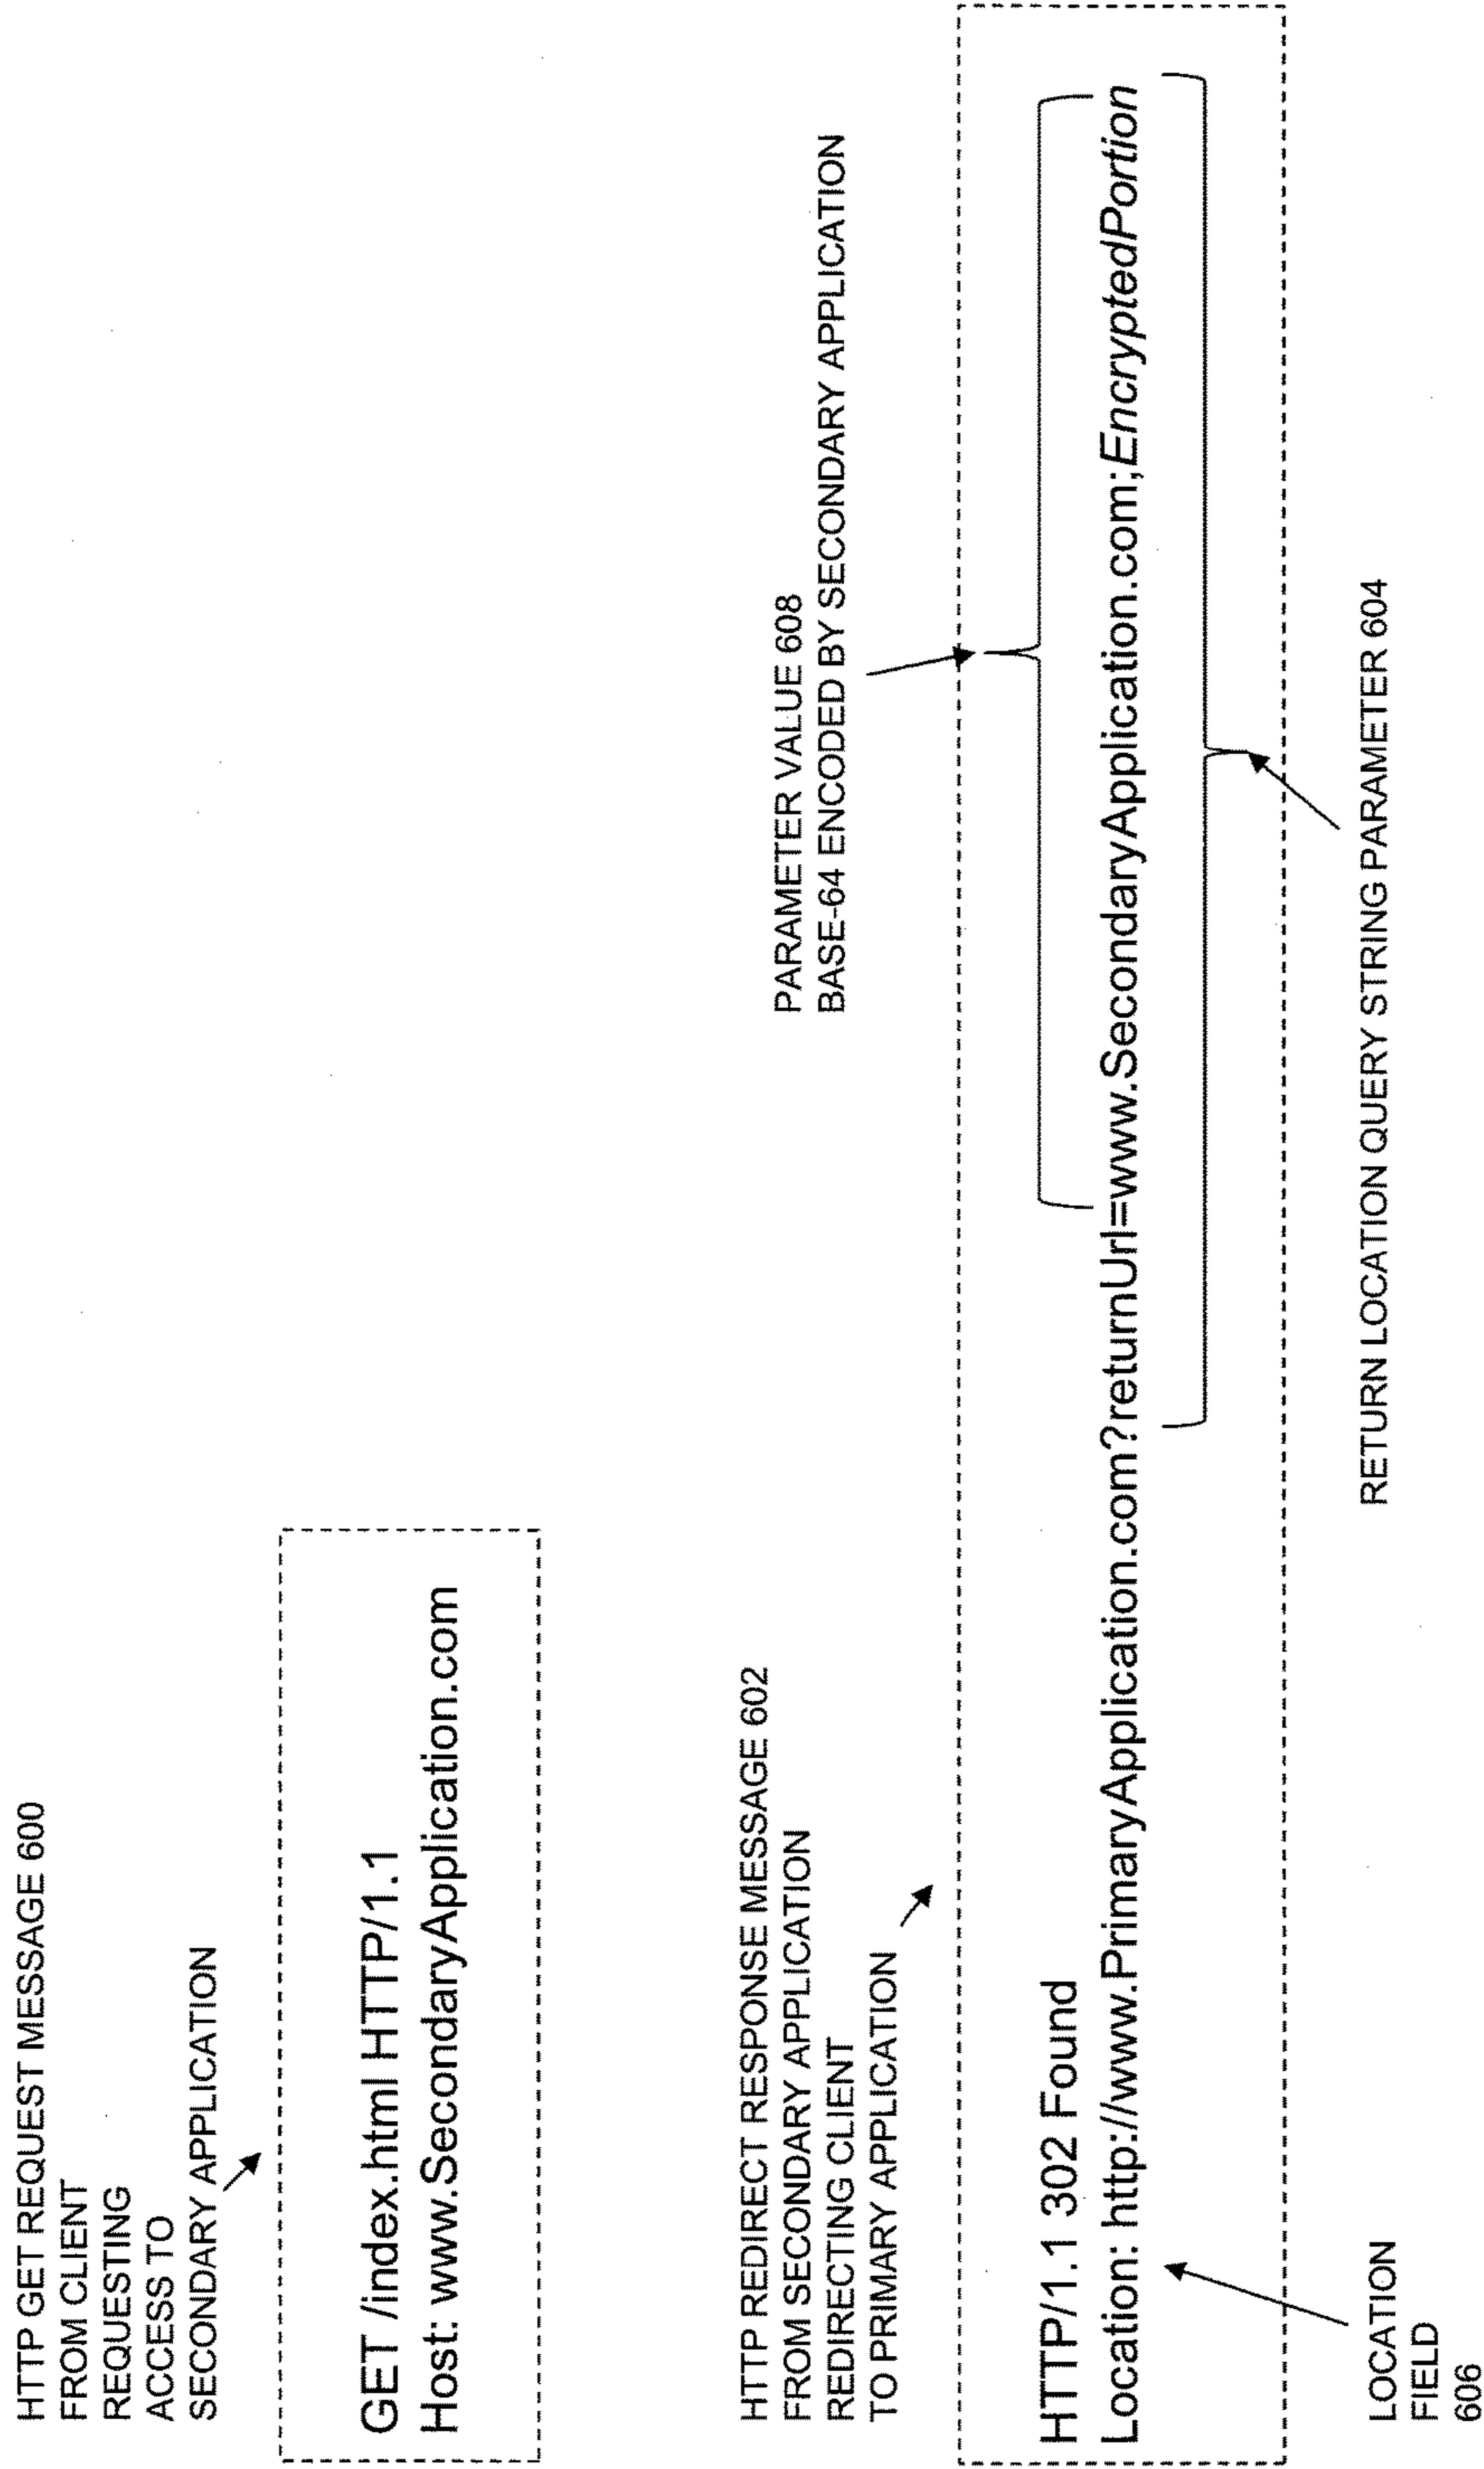 HTTP GET REQUEST MESSAGE 600
FROM CLIENT
REQUESTING
ACCESS TO
SECONDARY APPLICATION
GET /index.html HTTP/1.1
Host: www.SecondaryApplication.com
HTTP REDIRECT RESPONSE MESSAGE 602
FROM SECONDARY APPLICATION
REDIRECTING CLIENT
TO PRIMARY APPLICATION
PARAMETER VALUE 608
BASE-64 ENCODED BY SECONDARY APPLICATION
HTTP/1.1 302 Found
Location: http://www.PrimaryApplication.com?returnUrl=www.SecondaryApplication.com;EncryptedPortion
LOCATION
FIELD
606
RETURN LOCATION QUERY STRING PARAMETER 604